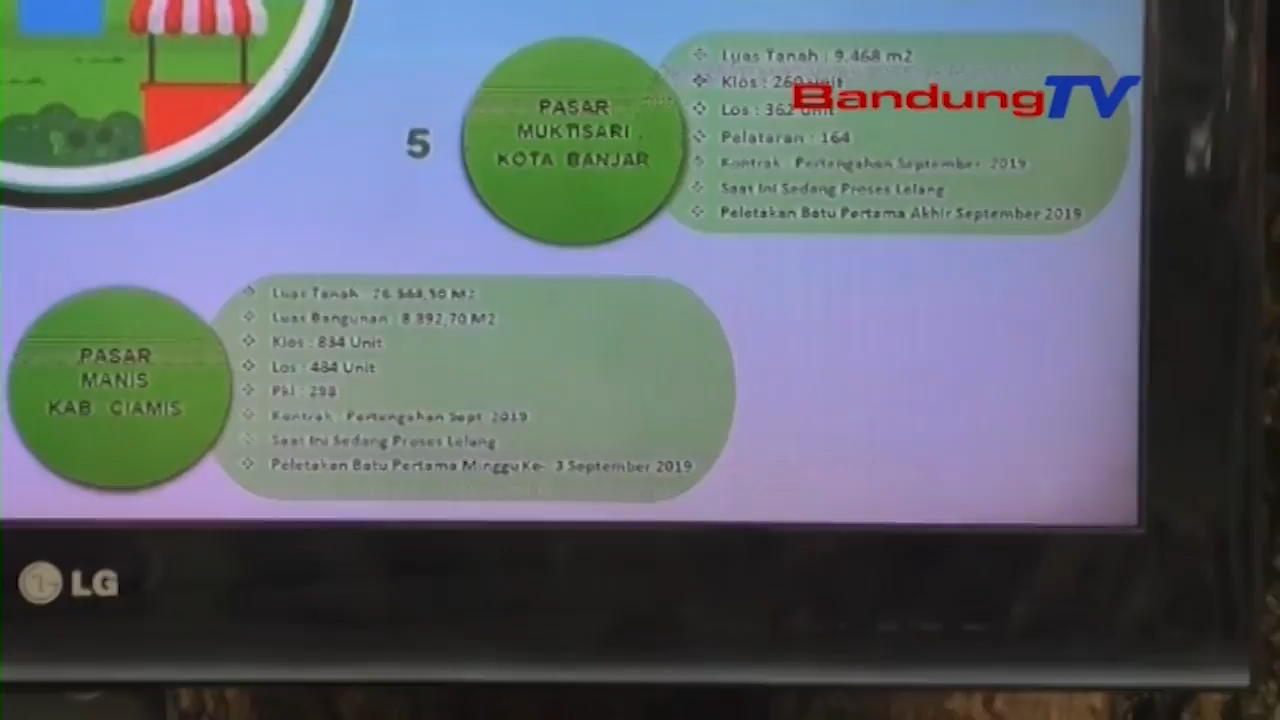 BandungTV
5
PASAR
MUKTISARI
KOTA BANJAR
Luas Tanah : 9.468 m2
Kios : 260 unit
Los : 362 unit
Pelataran : 164
Kontrak : Pertengahan September 2019
Saat Ini Sedang Proses Lelang
Peletakan Batu Pertama Akhir September 2019
PASAR
MANIS
KAB. CIAMIS
Luas Tanah : M2
Luas Bangunan : 8.892,70 M2
Kios : 834 Unit
Los : 484 Unit
Pkl : 298
Kontrak : Pertengahan Sept 2019
Saat Ini Sedang Proses Lelang
Peletakan Batu Pertama Minggu Ke- 3 September 2019
LG